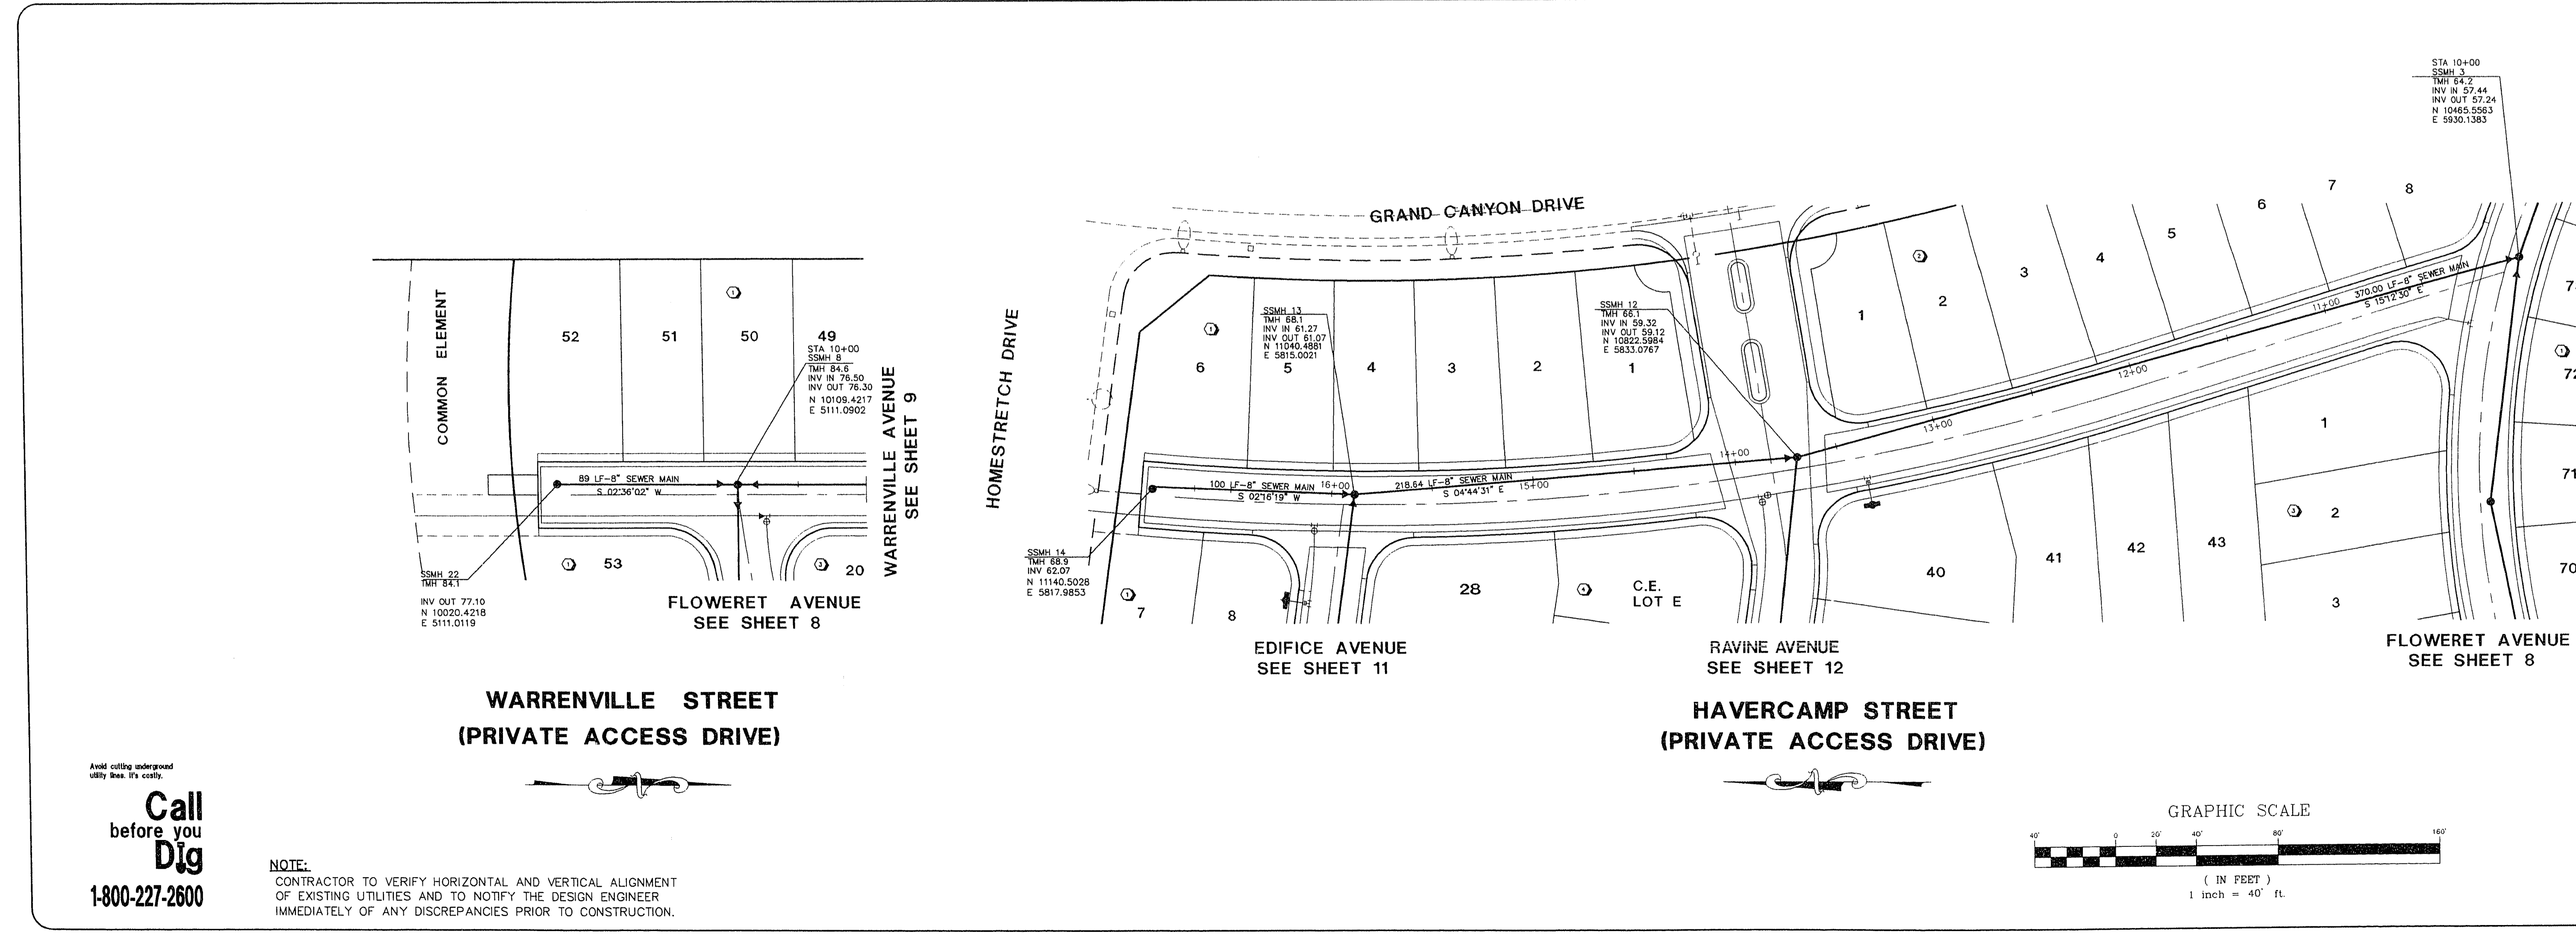 STA 10+00
SSMH 3
TMH 64.2
INV IN 57.44
INV OUT 57.24
N 10465.5563
E 5930.1383
GRAND CANYON DRIVE
COMMON ELEMENT
52
51
50
49
1
STA 10+00
SSMH 8
TMH 84.6
INV IN 76.50
INV OUT 76.30
N 10109.4217
E 5111.0902
WARRENVILLE AVENUE
SEE SHEET 9
89 LF-8" SEWER MAIN
S 02°36'02" W
1
53
3
20
SSMH 22
TMH 84.1
INV OUT 77.10
N 10020.4218
E 5111.0119
FLOWERET AVENUE
SEE SHEET 8
WARRENVILLE STREET
(PRIVATE ACCESS DRIVE)
HOMESTRETCH DRIVE
1
6
5
4
3
2
1
SSMH 13
TMH 68.1
INV IN 61.27
INV OUT 61.07
N 11040.4881
E 5815.0021
SSMH 12
TMH 66.1
INV IN 59.32
INV OUT 59.12
N 10822.5984
E 5833.0767
1
2
2
3
4
5
6
7
8
100 LF-8" SEWER MAIN
S 02°16'19" W
16+00
218.64 LF-8" SEWER MAIN
S 04°44'31" E
15+00
14+00
13+00
12+00
11+00
370.00 LF-8" SEWER MAIN
S 15°12'30" E
SSMH 14
TMH 68.9
INV 62.07
N 11140.5028
E 5817.9853
1
7
8
28
4
C.E.
LOT E
40
41
42
43
1
3
2
3
1
71
70
EDIFICE AVENUE
SEE SHEET 11
RAVINE AVENUE
SEE SHEET 12
FLOWERET AVENUE
SEE SHEET 8
HAVERCAMP STREET
(PRIVATE ACCESS DRIVE)
Avoid cutting underground
utility lines. It's costly.
Call
before you
Dig
1-800-227-2600
NOTE:
CONTRACTOR TO VERIFY HORIZONTAL AND VERTICAL ALIGNMENT
OF EXISTING UTILITIES AND TO NOTIFY THE DESIGN ENGINEER
IMMEDIATELY OF ANY DISCREPANCIES PRIOR TO CONSTRUCTION.
GRAPHIC SCALE
40' 0 20' 40' 80' 160'
( IN FEET )
1 inch = 40' ft.